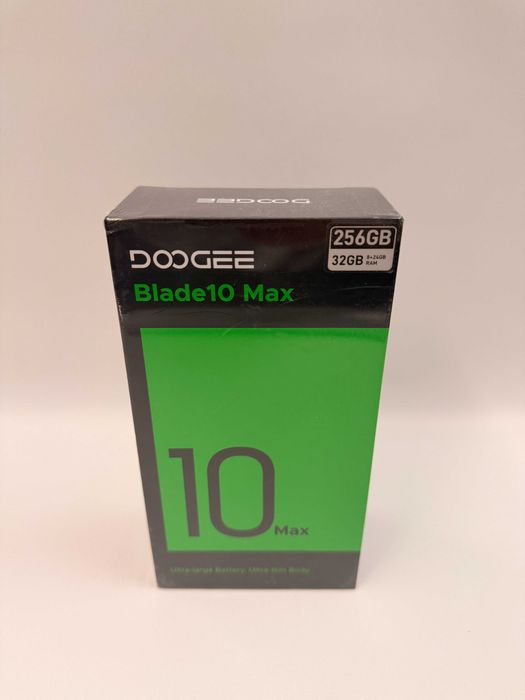 DOOGEE
DOOGEE
Blade10 Max
256GB
32GB 8+24GB RAM
10 Max
Ultra-large Battery, Ultra-thin Body